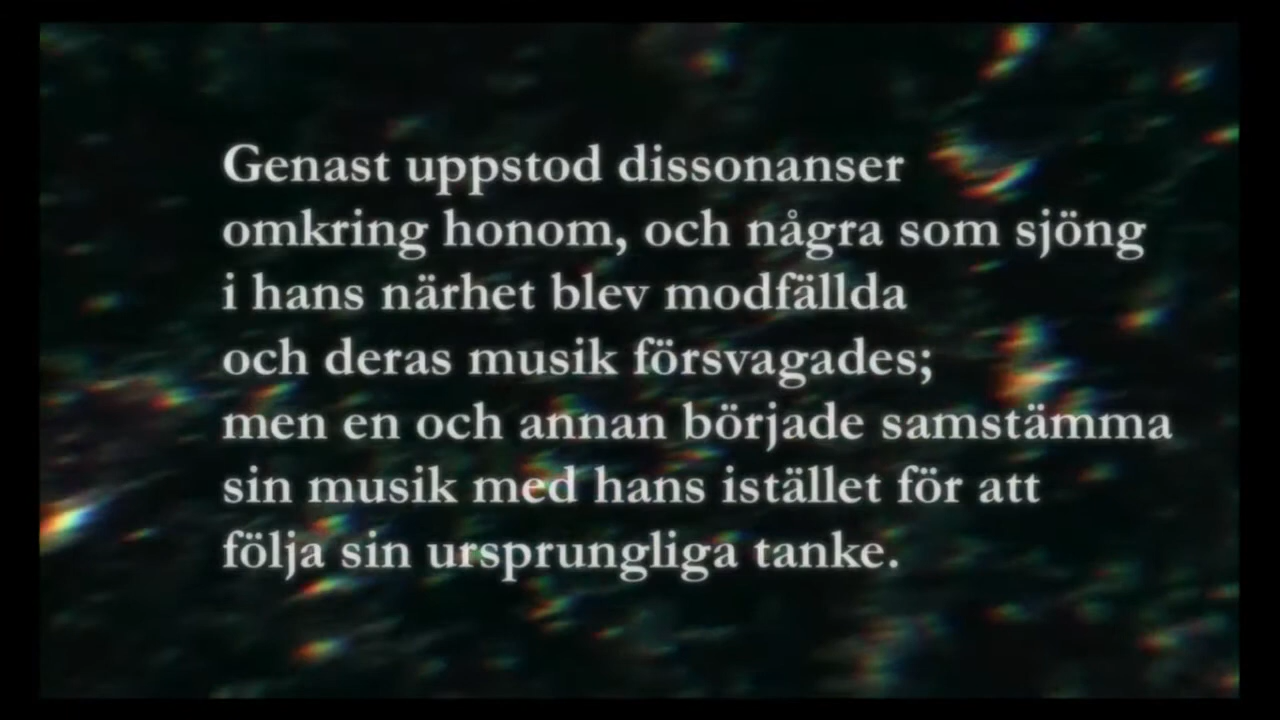 Genast uppstod dissonanser
omkring honom, och några som sjöng
i hans närhet blev modfällda
och deras musik försvagades;
men en och annan började samstämma
sin musik med hans istället för att
följa sin ursprungliga tanke.